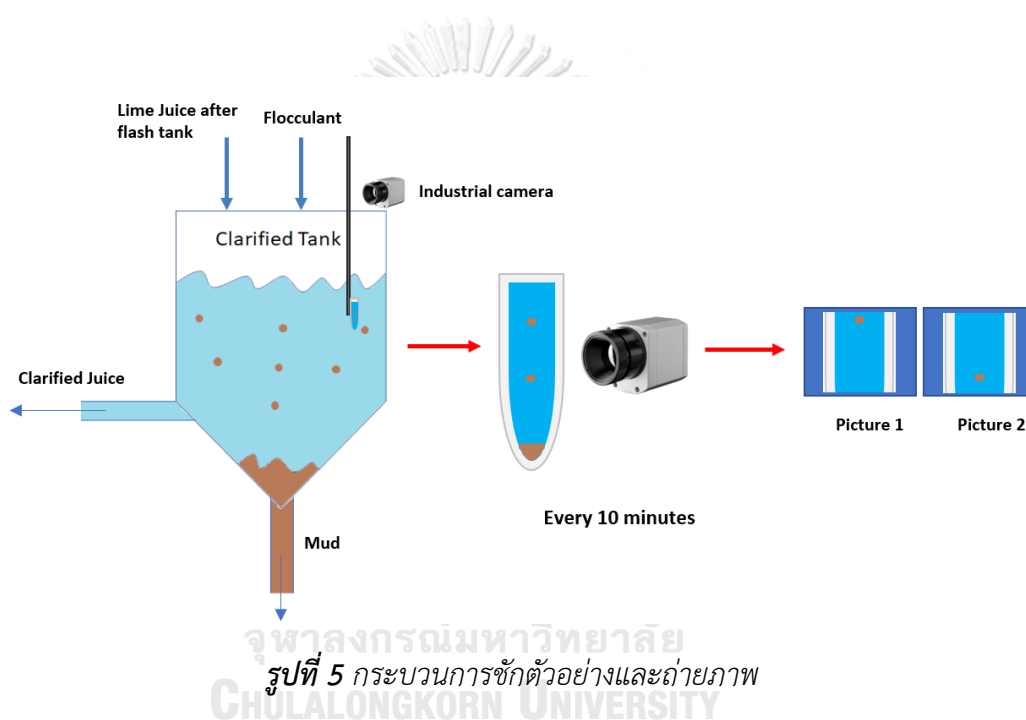 Lime Juice after
flash tank
Flocculant
Industrial camera
Clarified Tank
Clarified Juice
Picture 1
Picture 2
Every 10 minutes
Mud
จุฬาลงกรณ์มหาวิทยาลัย
รูปที่ 5 กระบวนการชักตัวอย่างและถ่ายภาพ
CHULALONGKORN UNIVERSITY